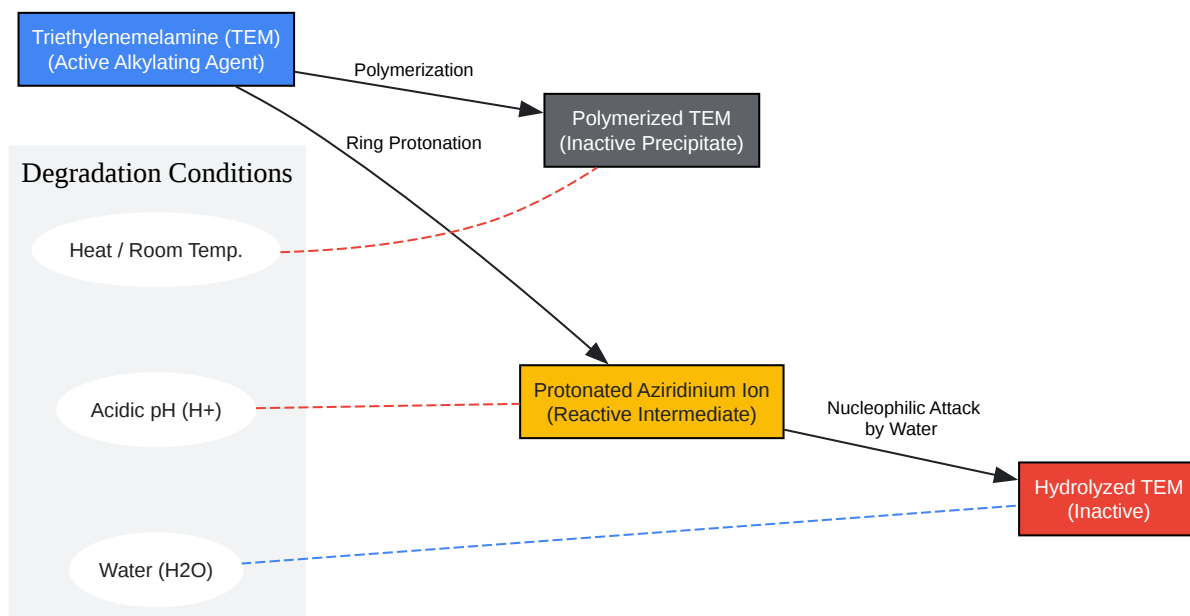 Triethylenemelamine (TEM)
(Active Alkylating Agent)
Polymerization
Polymerized TEM
(Inactive Precipitate)
Ring Protonation
Degradation Conditions
Heat / Room Temp.
Acidic pH (H+)
Protonated Aziridinium Ion
(Reactive Intermediate)
Nucleophilic Attack
by Water
Hydrolyzed TEM
(Inactive)
Water (H2O)